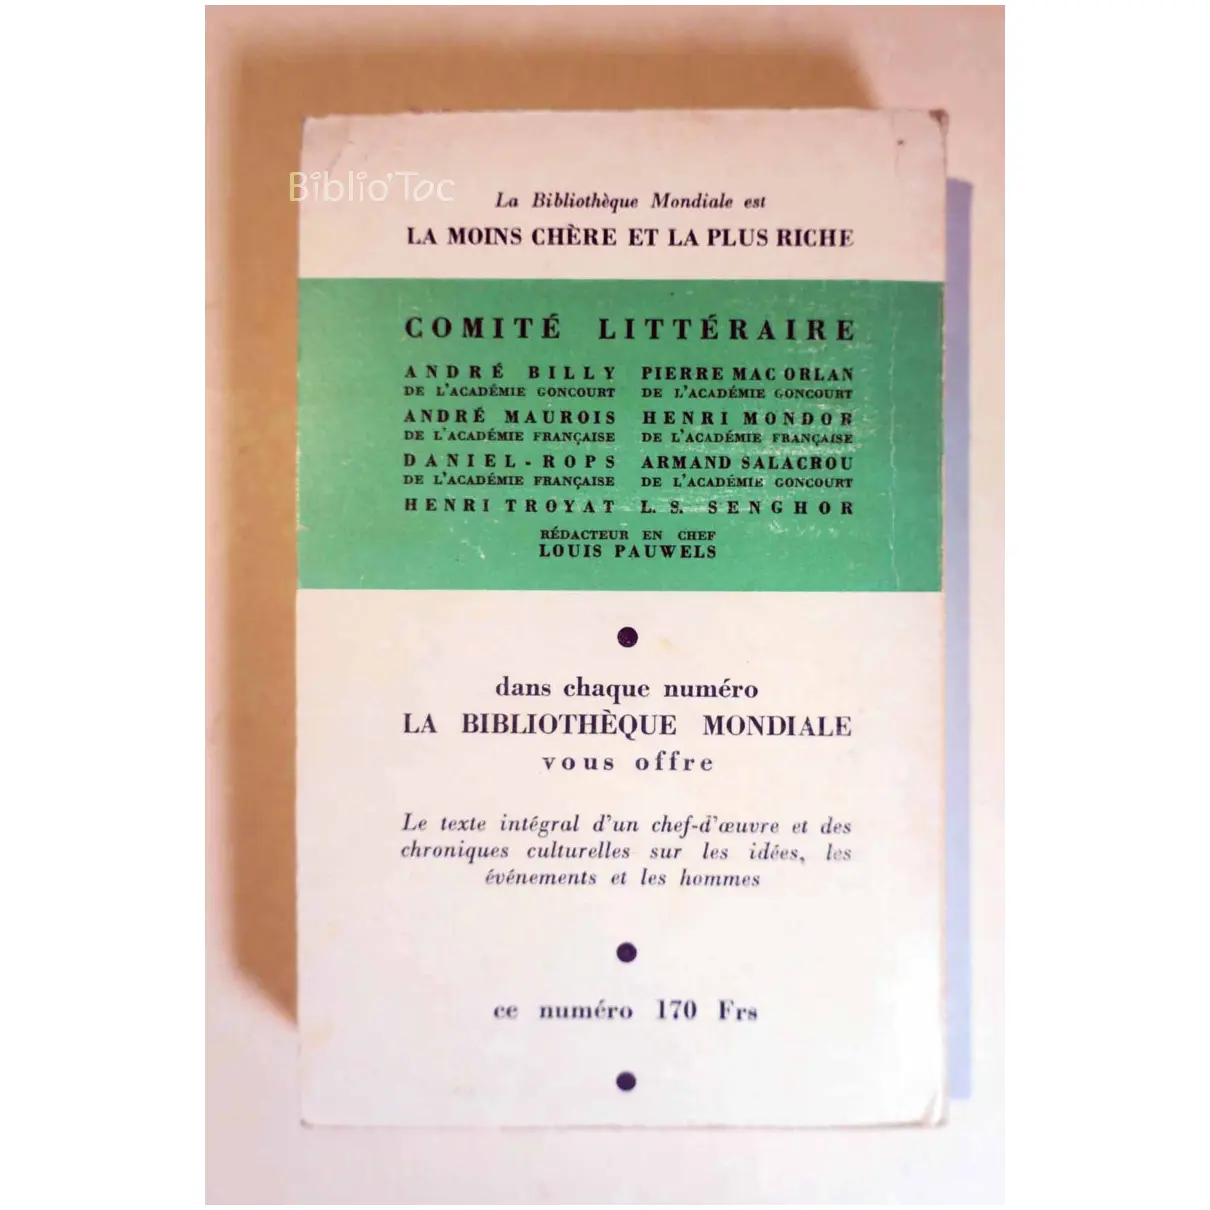 Biblio'Toc
La Bibliothèque Mondiale est
LA MOINS CHÈRE ET LA PLUS RICHE
COMITÉ LITTÉRAIRE
ANDRÉ BILLY
DE L'ACADÉMIE GONCOURT
ANDRÉ MAUROIS
DE L'ACADÉMIE FRANÇAISE
DANIEL-ROPS
DE L'ACADÉMIE FRANÇAISE
HENRI TROYAT
PIERRE MAC ORLAN
DE L'ACADÉMIE GONCOURT
HENRI MONDOR
DE L'ACADÉMIE FRANÇAISE
ARMAND SALACROU
DE L'ACADÉMIE GONCOURT
L. S. SENGHOR
RÉDACTEUR EN CHEF
LOUIS PAUWELS
dans chaque numéro
LA BIBLIOTHÈQUE MONDIALE
vous offre
Le texte intégral d'un chef-d'œuvre et des
chroniques culturelles sur les idées, les
événements et les hommes
ce numéro 170 Frs